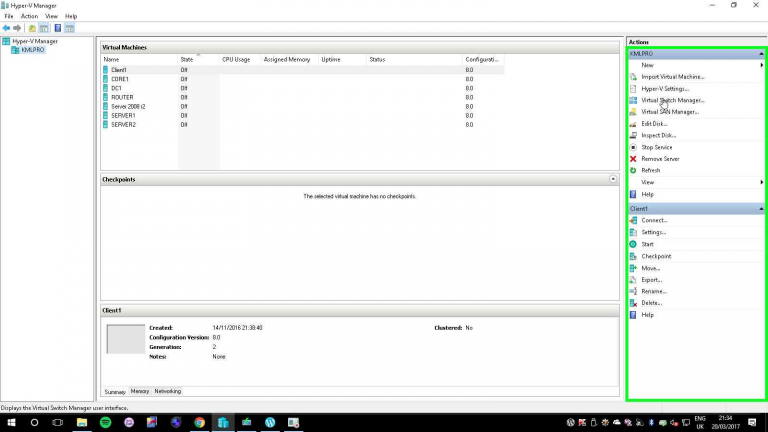 Hyper-V Manager
File Action View Help
Hyper-V Manager
KMLPRO
Virtual Machines
Name State CPU Usage Assigned Memory Uptime Status Configurati...
Client1 Off 8.0
CORE1 Off 8.0
DC1 Off 8.0
ROUTER Off 8.0
Server 2008 r2 Off 8.0
SERVER1 Off 8.0
SERVER2 Off 8.0
Checkpoints
The selected virtual machine has no checkpoints.
Client1
Created: 14/11/2016 21:38:40 Clustered: No
Configuration Version: 8.0
Generation: 2
Notes: None
Summary Memory Networking
Actions
KMLPRO
New
Import Virtual Machine...
Hyper-V Settings...
Virtual Switch Manager...
Virtual SAN Manager...
Edit Disk...
Inspect Disk...
Stop Service
Remove Server
Refresh
View
Help
Client1
Connect...
Settings...
Start
Checkpoint
Move...
Export...
Rename...
Delete...
Help
Displays the Virtual Switch Manager user interface.
ENG
UK
21:34
20/03/2017